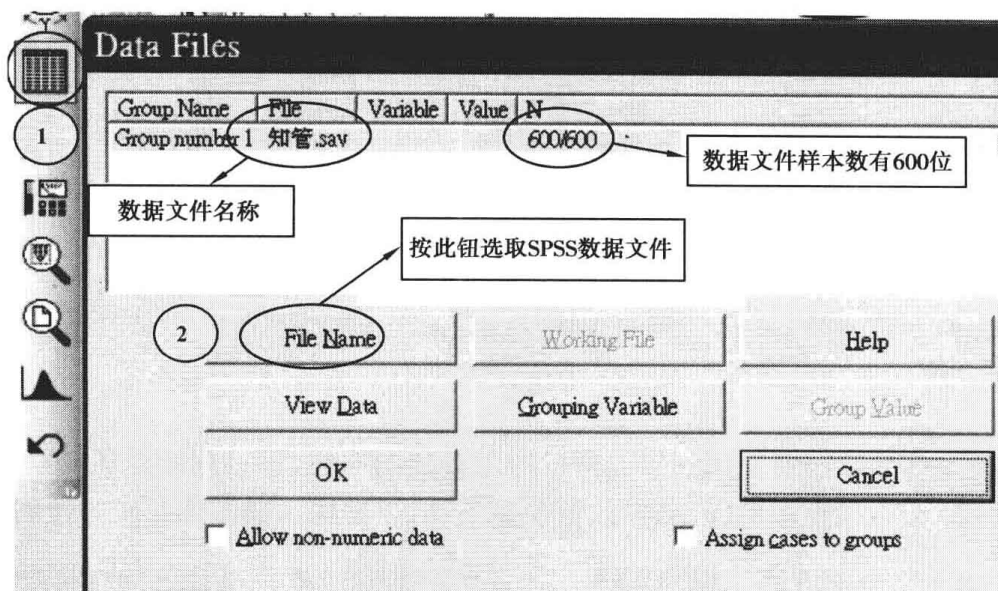 Data Files
Group Name File Variable Value N
1
Group number 1 知管.sav 600/600
数据文件样本数有600位
数据文件名称
按此钮选取SPSS数据文件
2
File Name Working File Help
View Data Grouping Variable Group Value
OK Cancel
Allow non-numeric data Assign cases to groups